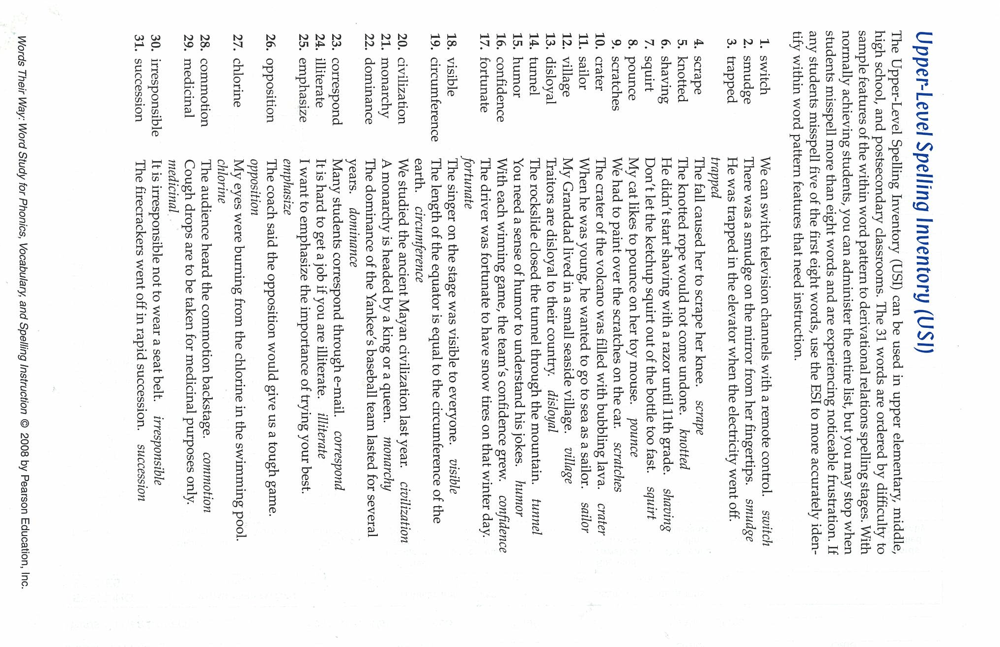 Upper-Level Spelling Inventory (USI)
The Upper-Level Spelling Inventory (USI) can be used in upper elementary, middle,
high school, and postsecondary classrooms. The 31 words are ordered by difficulty to
sample features of the within word pattern to derivational relations spelling stages. With
normally achieving students, you can administer the entire list, but you may stop when
students misspell more than eight words and are experiencing noticeable frustration. If
any students misspell five of the first eight words, use the ESI to more accurately iden-
tify within word pattern features that need instruction.
1. switch We can switch television channels with a remote control. switch
2. smudge There was a smudge on the mirror from her fingertips. smudge
3. trapped He was trapped in the elevator when the electricity went off.
trapped
4. scrape The fall caused her to scrape her knee. scrape
5. knotted The knotted rope would not come undone. knotted
6. shaving He didn't start shaving with a razor until 11th grade. shaving
7. squirt Don't let the ketchup squirt out of the bottle too fast. squirt
8. pounce My cat likes to pounce on her toy mouse. pounce
9. scratches We had to paint over the scratches on the car. scratches
10. crater The crater of the volcano was filled with bubbling lava. crater
11. sailor When he was young, he wanted to go to sea as a sailor. sailor
12. village My Granddad lived in a small seaside village. village
13. disloyal Traitors are disloyal to their country. disloyal
14. tunnel The rockslide closed the tunnel through the mountain. tunnel
15. humor You need a sense of humor to understand his jokes. humor
16. confidence With each winning game, the team's confidence grew. confidence
17. fortunate The driver was fortunate to have snow tires on that winter day.
fortunate
18. visible The singer on the stage was visible to everyone. visible
19. circumference The length of the equator is equal to the circumference of the
earth. circumference
20. civilization We studied the ancient Mayan civilization last year. civilization
21. monarchy A monarchy is headed by a king or a queen. monarchy
22. dominance The dominance of the Yankee's baseball team lasted for several
years. dominance
23. correspond Many students correspond through e-mail. correspond
24. illiterate It is hard to get a job if you are illiterate. illiterate
25. emphasize I want to emphasize the importance of trying your best.
emphasize
26. opposition The coach said the opposition would give us a tough game.
opposition
27. chlorine My eyes were burning from the chlorine in the swimming pool.
chlorine
28. commotion The audience heard the commotion backstage. commotion
29. medicinal Cough drops are to be taken for medicinal purposes only.
medicinal
30. irresponsible It is irresponsible not to wear a seat belt. irresponsible
31. succession The firecrackers went off in rapid succession. succession
Words Their Way: Word Study for Phonics, Vocabulary, and Spelling Instruction © 2008 by Pearson Education, Inc.